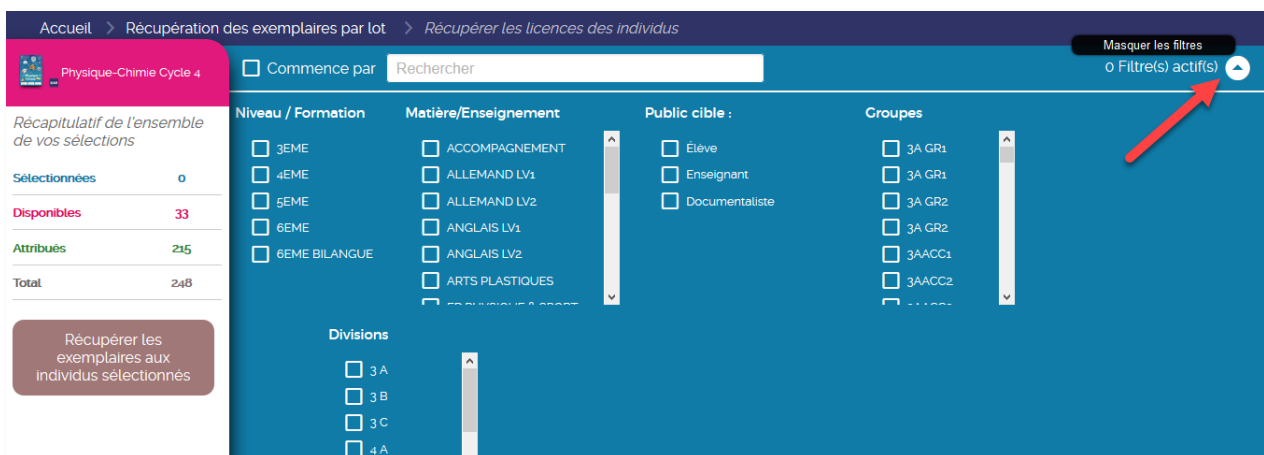 Accueil > Récupération des exemplaires par lot > Récupérer les licences des individus
Masquer les filtres
Physique-Chimie Cycle 4
Commence par
Rechercher
0 Filtre(s) actif(s)
Récapitulatif de l'ensemble
de vos sélections
Sélectionnées 0
Disponibles 33
Attribués 215
Total 248
Récupérer les
exemplaires aux
individus sélectionnés
Niveau / Formation
3EME
4EME
5EME
6EME
6EME BILANGUE
Matière/Enseignement
ACCOMPAGNEMENT
ALLEMAND LV1
ALLEMAND LV2
ANGLAIS LV1
ANGLAIS LV2
ARTS PLASTIQUES
Public cible :
Élève
Enseignant
Documentaliste
Groupes
3A GR1
3A GR1
3A GR2
3A GR2
3AACC1
3AACC2
Divisions
3 A
3 B
3 C
4 A